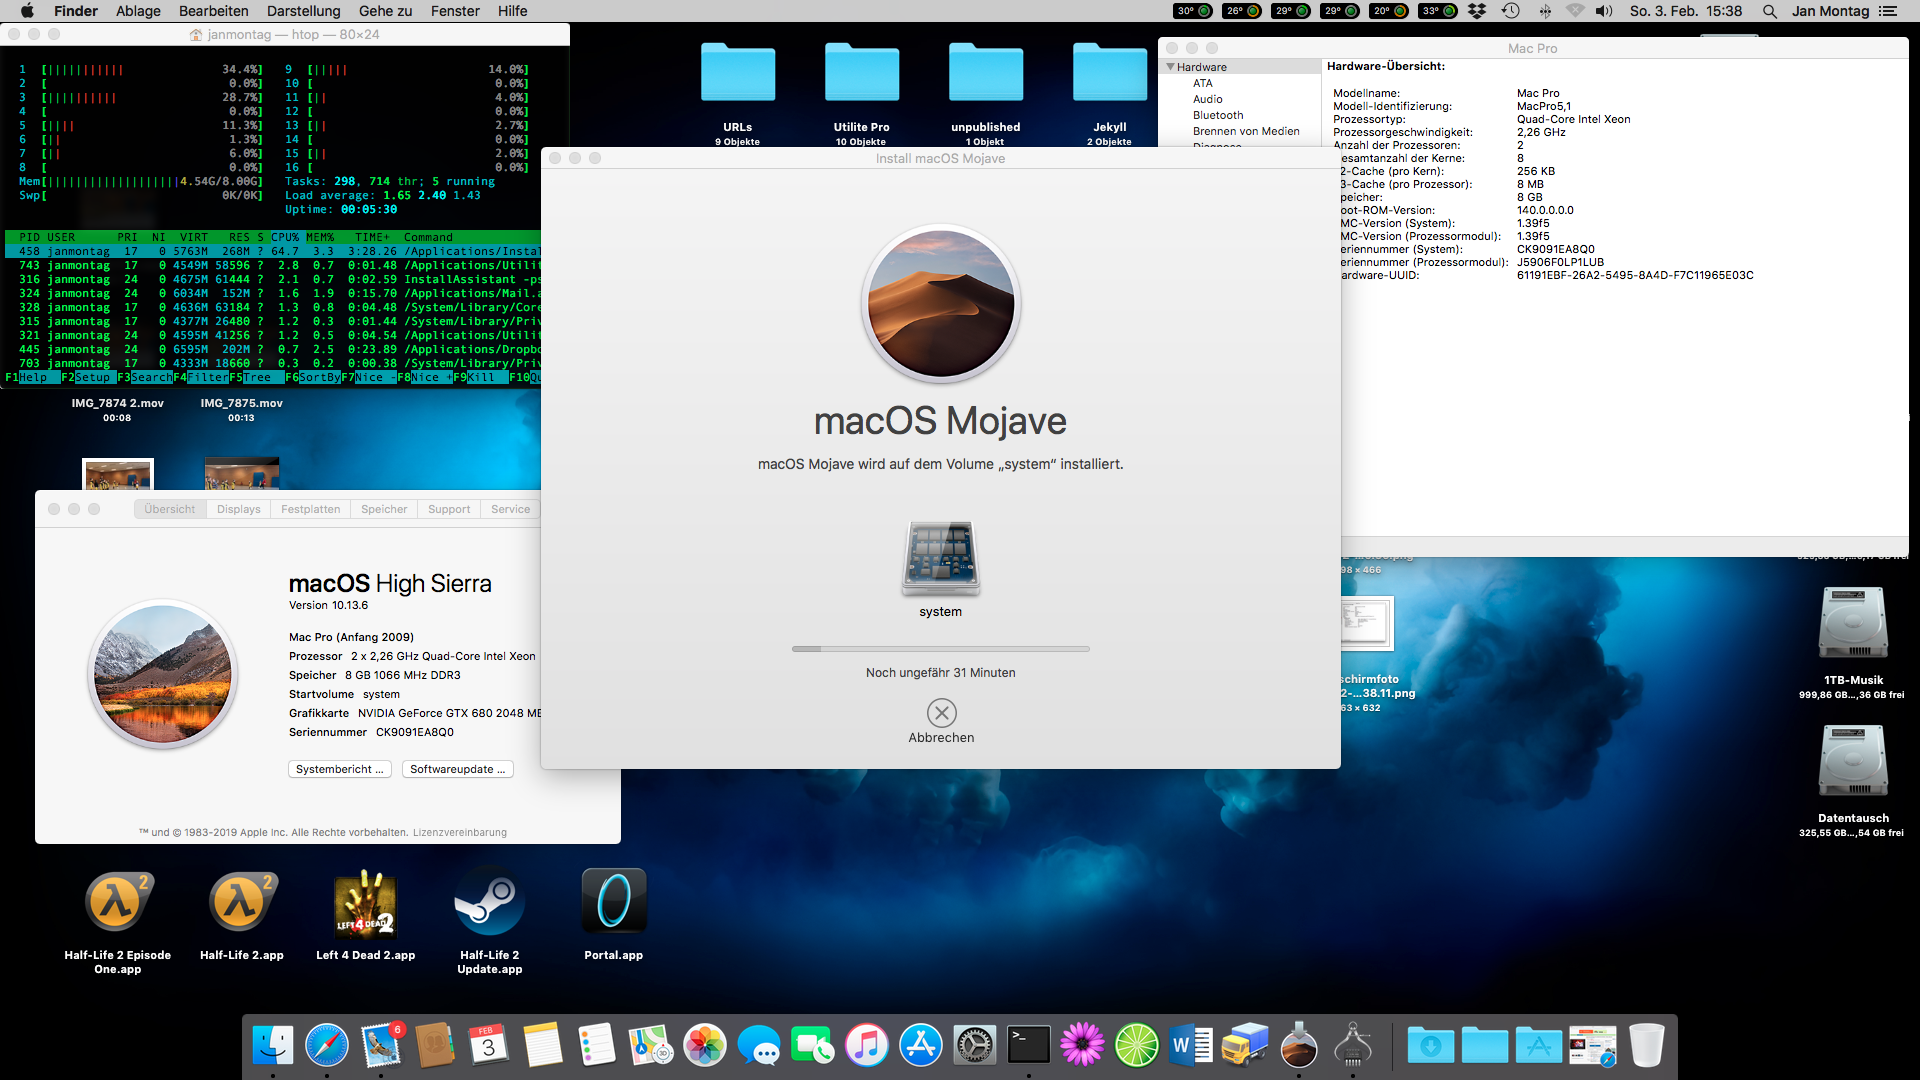 Finder Ablage Bearbeiten Darstellung Gehe zu Fenster Hilfe
30° 26° 29° 29° 20° 33° So. 3. Feb. 15:38 Jan Montag
janmontag — htop — 80×24
1 [||||||||||| 34.4%] 9 [||||| 14.0%]
2 [ 0.0%] 10 [ 0.0%]
3 [|||||||||| 28.7%] 11 [|| 4.0%]
4 [ 0.0%] 12 [ 0.0%]
5 [|||| 11.3%] 13 [|| 2.7%]
6 [|| 1.3%] 14 [ 0.0%]
7 [|| 6.0%] 15 [|| 2.0%]
8 [ 0.0%] 16 [ 0.0%]
Mem[|||||||||||||||||||4.54G/8.00G] Tasks: 298, 714 thr; 5 running
Swp[ 0K/0K] Load average: 1.65 2.40 1.43
Uptime: 00:05:30
PID USER PRI NI VIRT RES S CPU% MEM% TIME+ Command
458 janmontag 17 0 5763M 268M ? 64.7 3.3 3:28.26 /Applications/Instal
743 janmontag 17 0 4549M 58596 ? 2.8 0.7 0:01.48 /Applications/Utilit
316 janmontag 24 0 4675M 61444 ? 2.1 0.7 0:02.59 InstallAssistant -ps
324 janmontag 24 0 6034M 152M ? 1.6 1.9 0:15.70 /Applications/Mail.a
328 janmontag 17 0 4636M 63184 ? 1.3 0.8 0:04.48 /System/Library/Core
315 janmontag 17 0 4377M 26480 ? 1.2 0.3 0:01.44 /System/Library/Priv
321 janmontag 24 0 4595M 41256 ? 1.2 0.5 0:04.54 /Applications/Utilit
445 janmontag 24 0 6595M 202M ? 0.7 2.5 0:23.89 /Applications/Dropbo
703 janmontag 17 0 4333M 18660 ? 0.3 0.2 0:00.38 /System/Library/Priv
F1Help F2Setup F3SearchF4FilterF5Tree F6SortByF7Nice -F8Nice +F9Kill F10Qu
URLs
9 Objekte
Utilite Pro
10 Objekte
unpublished
1 Objekt
Jekyll
2 Objekte
Mac Pro
Hardware
ATA
Audio
Bluetooth
Brennen von Medien
Hardware-Übersicht:
Modellname: Mac Pro
Modell-Identifizierung: MacPro5,1
Prozessortyp: Quad-Core Intel Xeon
Prozessorgeschwindigkeit: 2,26 GHz
Anzahl der Prozessoren: 2
esamtanzahl der Kerne: 8
2-Cache (pro Kern): 256 KB
3-Cache (pro Prozessor): 8 MB
peicher: 8 GB
oot-ROM-Version: 140.0.0.0.0
MC-Version (System): 1.39f5
MC-Version (Prozessormodul): 1.39f5
eriennummer (System): CK9091EA8Q0
eriennummer (Prozessormodul): J5906F0LP1LUB
ardware-UUID: 61191EBF-26A2-5495-8A4D-F7C11965E03C
Install macOS Mojave
macOS Mojave
macOS Mojave wird auf dem Volume „system“ installiert.
system
Noch ungefähr 31 Minuten
Abbrechen
IMG_7874 2.mov
00:08
IMG_7875.mov
00:13
Übersicht Displays Festplatten Speicher Support Service
macOS High Sierra
Version 10.13.6
Mac Pro (Anfang 2009)
Prozessor 2 x 2,26 GHz Quad-Core Intel Xeon
Speicher 8 GB 1066 MHz DDR3
Startvolume system
Grafikkarte NVIDIA GeForce GTX 680 2048 MB
Seriennummer CK9091EA8Q0
Systembericht ... Softwareupdate ...
™ und © 1983-2019 Apple Inc. Alle Rechte vorbehalten. Lizenzvereinbarung
98 × 466
schirmfoto
2-...38.11.png
63 × 632
1TB-Musik
999,86 GB...,36 GB frei
Datentausch
325,55 GB...,54 GB frei
2
2
LEFT 4 DEAD 2
Half-Life 2 Episode
One.app
Half-Life 2.app
Left 4 Dead 2.app
Half-Life 2
Update.app
Portal.app
6
FEB
3
3D
>_
W